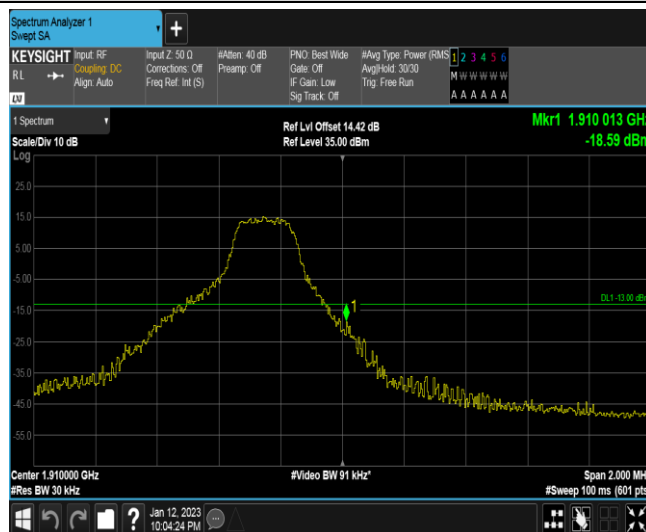 Spectrum Analyzer 1
Swept SA
+
KEYSIGHT
RL
LXI
Input: RF
Coupling: DC
Align: Auto
Input Z: 50 Ω
Corrections: Off
Freq Ref: Int (S)
#Atten: 40 dB
Preamp: Off
PNO: Best Wide
Gate: Off
IF Gain: Low
Sig Track: Off
#Avg Type: Power (RMS
Avg|Hold: 30/30
Trig: Free Run
1 2 3 4 5 6
M W W W W W
A A A A A A
1 Spectrum
Scale/Div 10 dB
Log
Ref Lvl Offset 14.42 dB
Ref Level 35.00 dBm
Mkr1 1.910 013 GHz
-18.59 dBm
25.0
15.0
5.00
-5.00
-15.0
-25.0
-35.0
-45.0
-55.0
1
DL1 -13.00 dBm
Center 1.910000 GHz
#Res BW 30 kHz
#Video BW 91 kHz*
Span 2.000 MH
#Sweep 100 ms (601 pts
?
Jan 12, 2023
10:04:24 PM